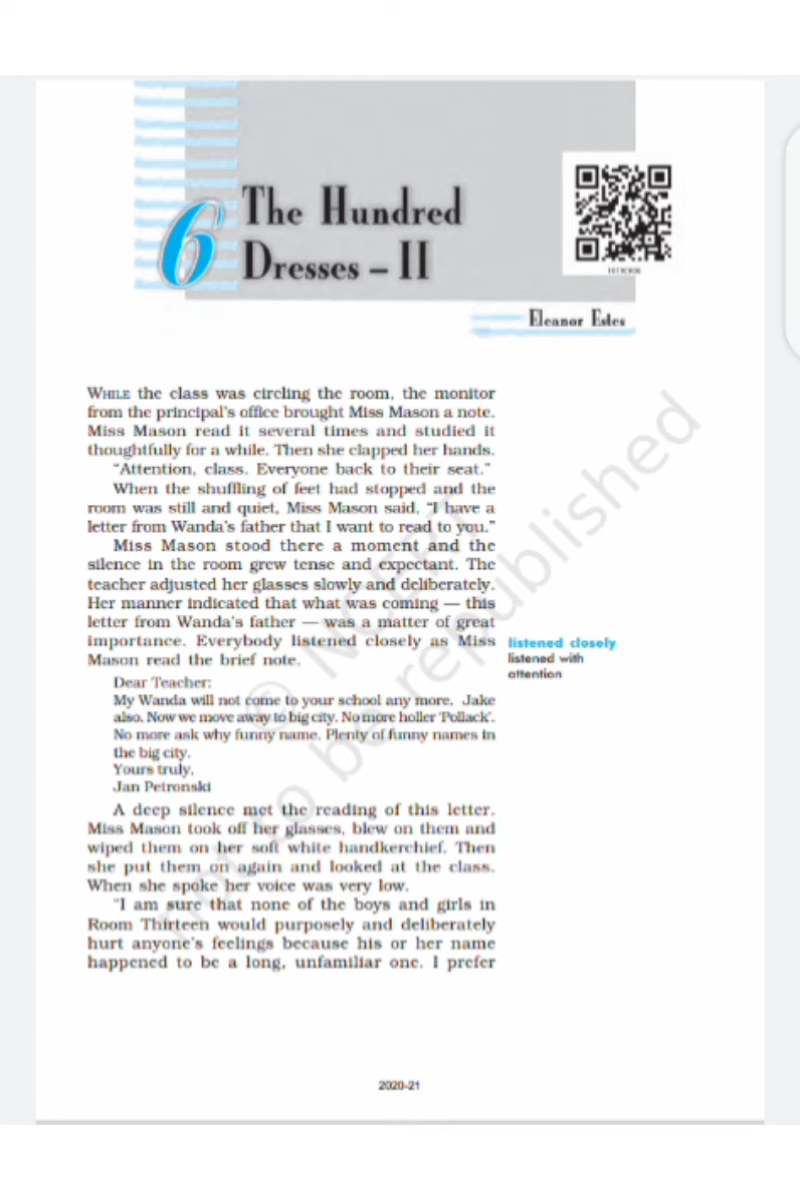 6
The Hundred
Dresses – II
Eleanor Estes
WHILE the class was circling the room, the monitor
from the principal's office brought Miss Mason a note.
Miss Mason read it several times and studied it
thoughtfully for a while. Then she clapped her hands.
"Attention, class. Everyone back to their seat."
When the shuffling of feet had stopped and the
room was still and quiet, Miss Mason said, "I have a
letter from Wanda's father that I want to read to you."
Miss Mason stood there a moment and the
silence in the room grew tense and expectant. The
teacher adjusted her glasses slowly and deliberately.
Her manner indicated that what was coming — this
letter from Wanda's father — was a matter of great
importance. Everybody listened closely as Miss
Mason read the brief note.
listened closely
listened with
attention
Dear Teacher:
My Wanda will not come to your school any more. Jake
also. Now we move away to big city. No more holler 'Pollack'.
No more ask why funny name. Plenty of funny names in
the big city.
Yours truly,
Jan Petronski
A deep silence met the reading of this letter.
Miss Mason took off her glasses, blew on them and
wiped them on her soft white handkerchief. Then
she put them on again and looked at the class.
When she spoke her voice was very low.
"I am sure that none of the boys and girls in
Room Thirteen would purposely and deliberately
hurt anyone's feelings because his or her name
happened to be a long, unfamiliar one. I prefer
© NCERT
not to be republished
2020-21